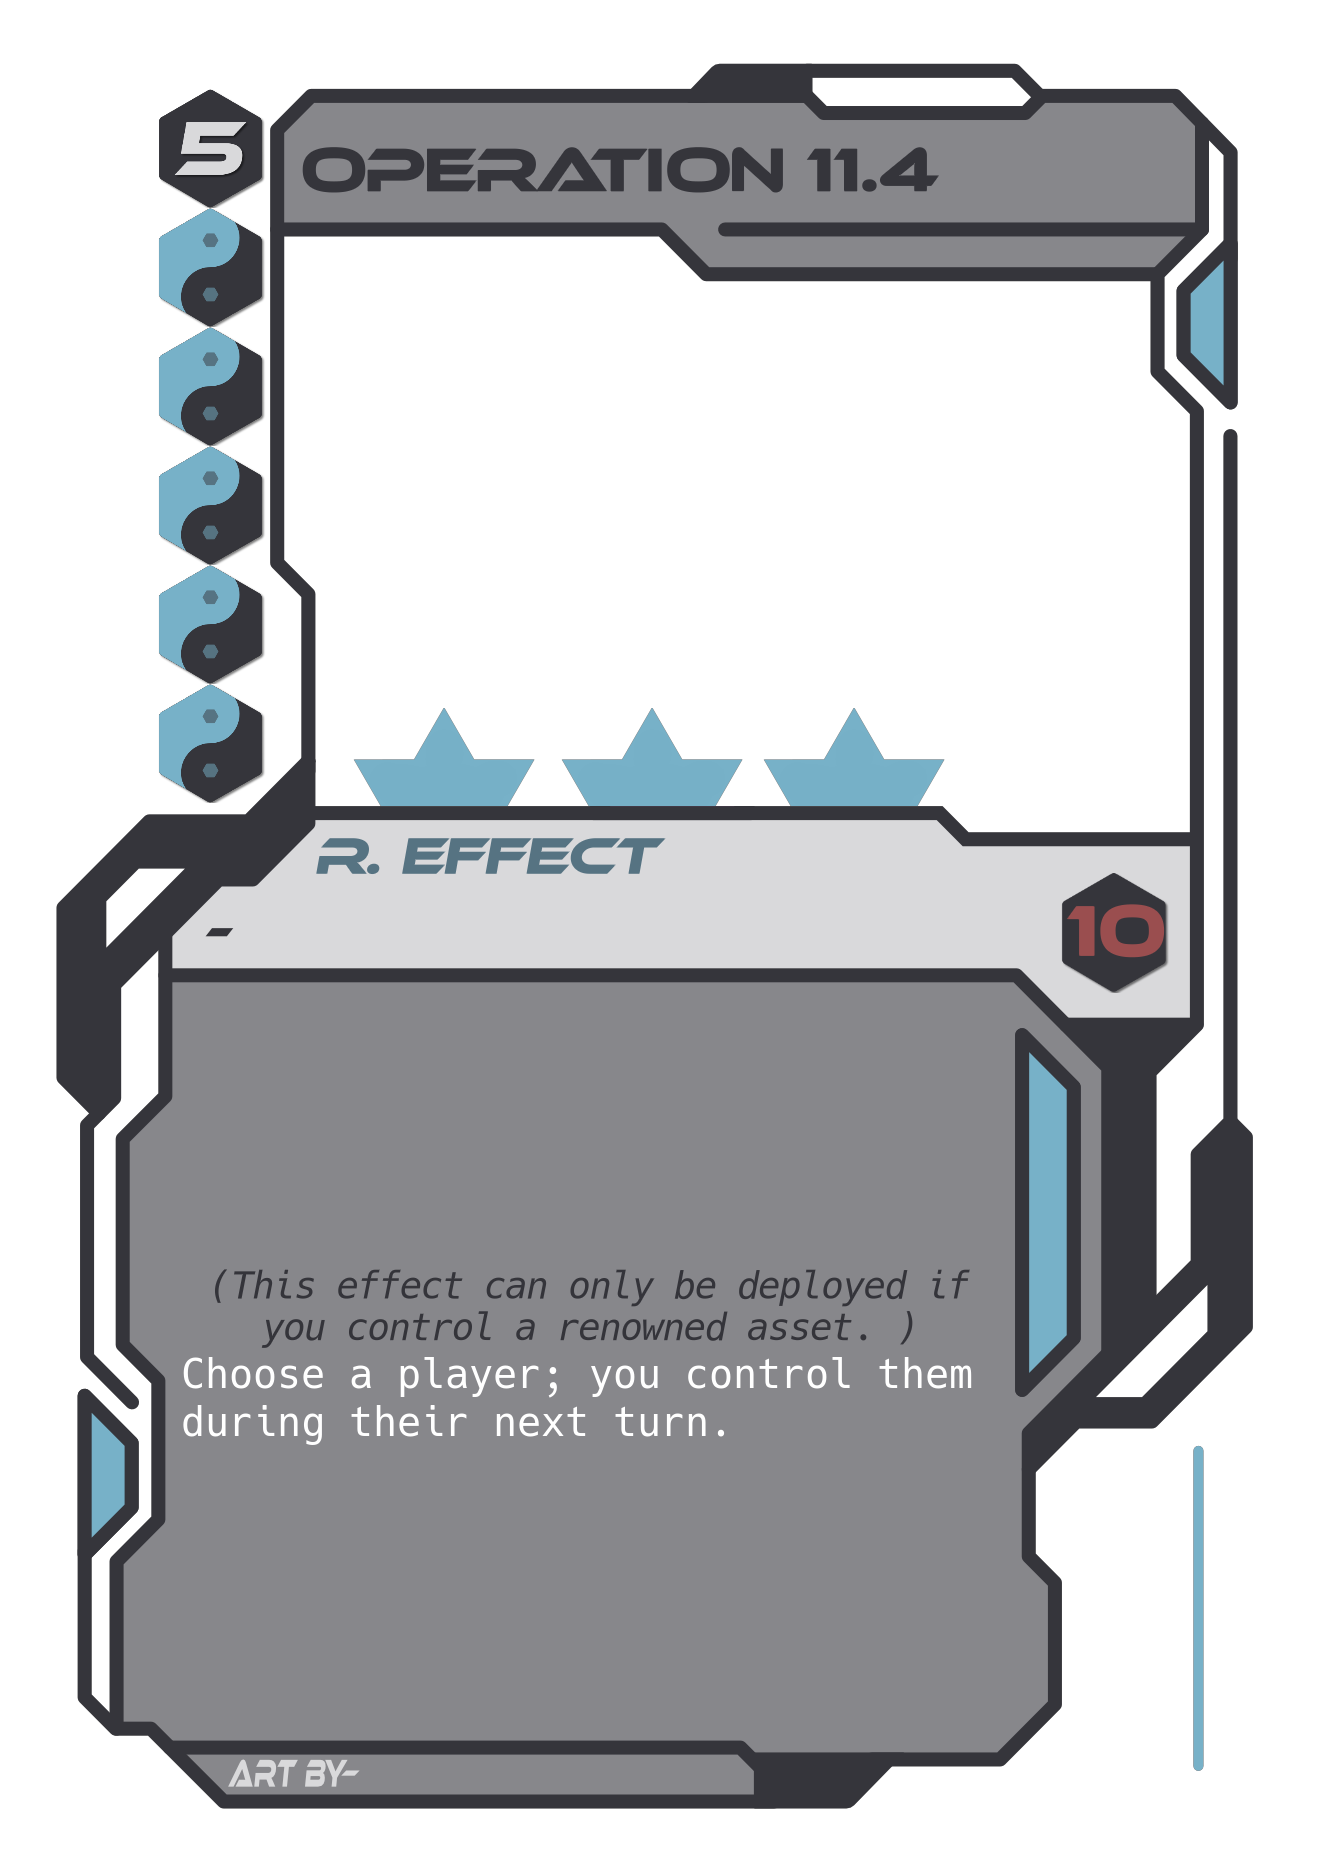 5
OPERATION 11.4
R. EFFECT
-
10
(This effect can only be deployed if
you control a renowned asset. )
Choose a player; you control them
during their next turn.
ART BY-